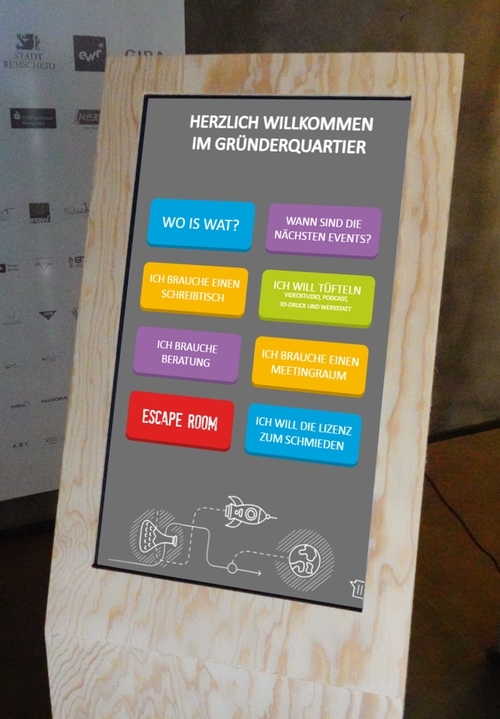 STADT
REMSCHEID
ewr
GIRA
HERZLICH WILLKOMMEN
IM GRÜNDERQUARTIER
WO IS WAT?
WANN SIND DIE
NÄCHSTEN EVENTS?
ICH BRAUCHE EINEN
SCHREIBTISCH
ICH WILL TÜFTELN
VIDEOSTUDIO, PODCAST,
3D-DRUCK UND WERKSTATT
ICH BRAUCHE
BERATUNG
ICH BRAUCHE EINEN
MEETINGRAUM
ESCAPE ROOM
ICH WILL DIE LIZENZ
ZUM SCHMIEDEN